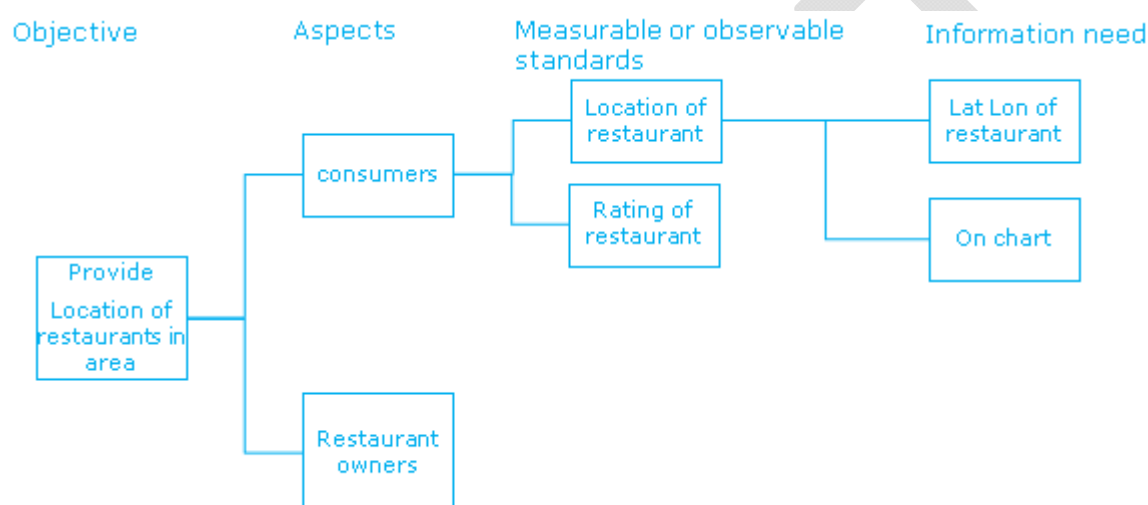 Objective
Aspects
Measurable or observable
standards
Information need
Location of
restaurant
Lat Lon of
restaurant
consumers
Rating of
restaurant
On chart
Provide
Location of
restaurants in
area
Restaurant
owners